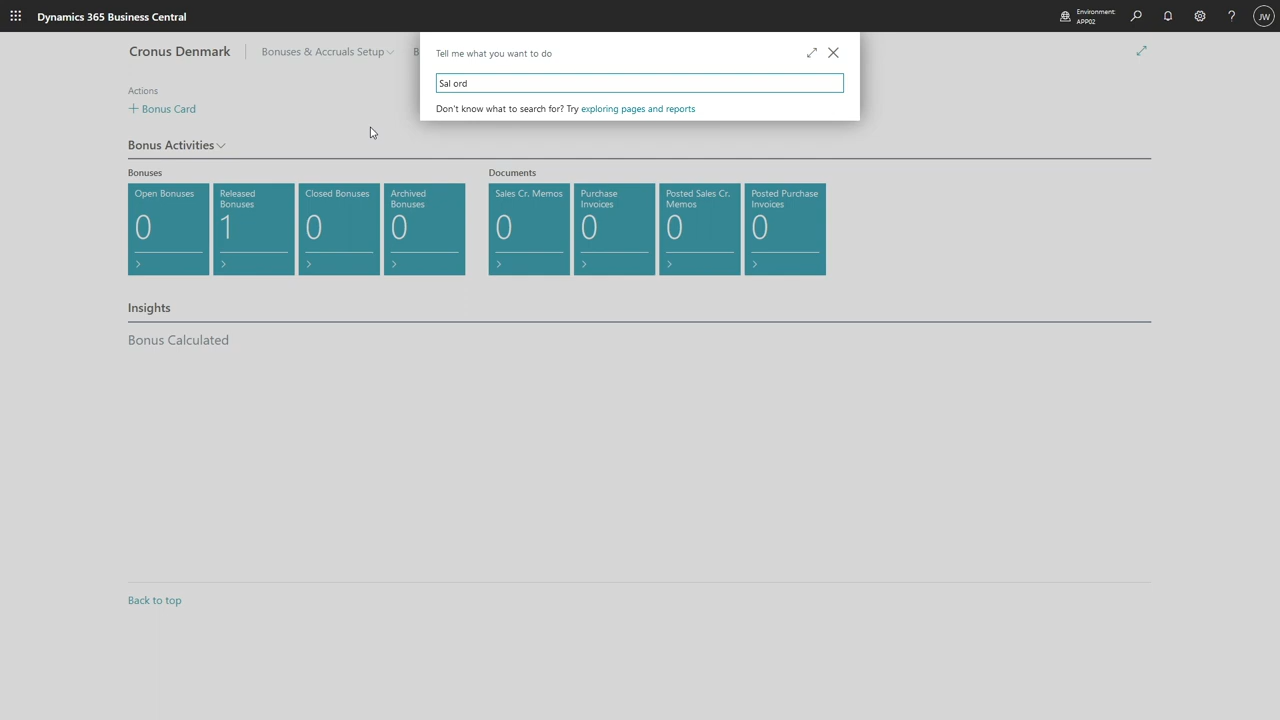 Dynamics 365 Business Central
Environment:
APP02
JW
Cronus Denmark
Bonuses & Accruals Setup
B
Tell me what you want to do
Sal ord
Don't know what to search for? Try exploring pages and reports
Actions
+ Bonus Card
Bonus Activities
Bonuses
Documents
Open Bonuses
0
Released
Bonuses
1
Closed Bonuses
0
Archived
Bonuses
0
Sales Cr. Memos
0
Purchase
Invoices
0
Posted Sales Cr.
Memos
0
Posted Purchase
Invoices
0
Insights
Bonus Calculated
Back to top